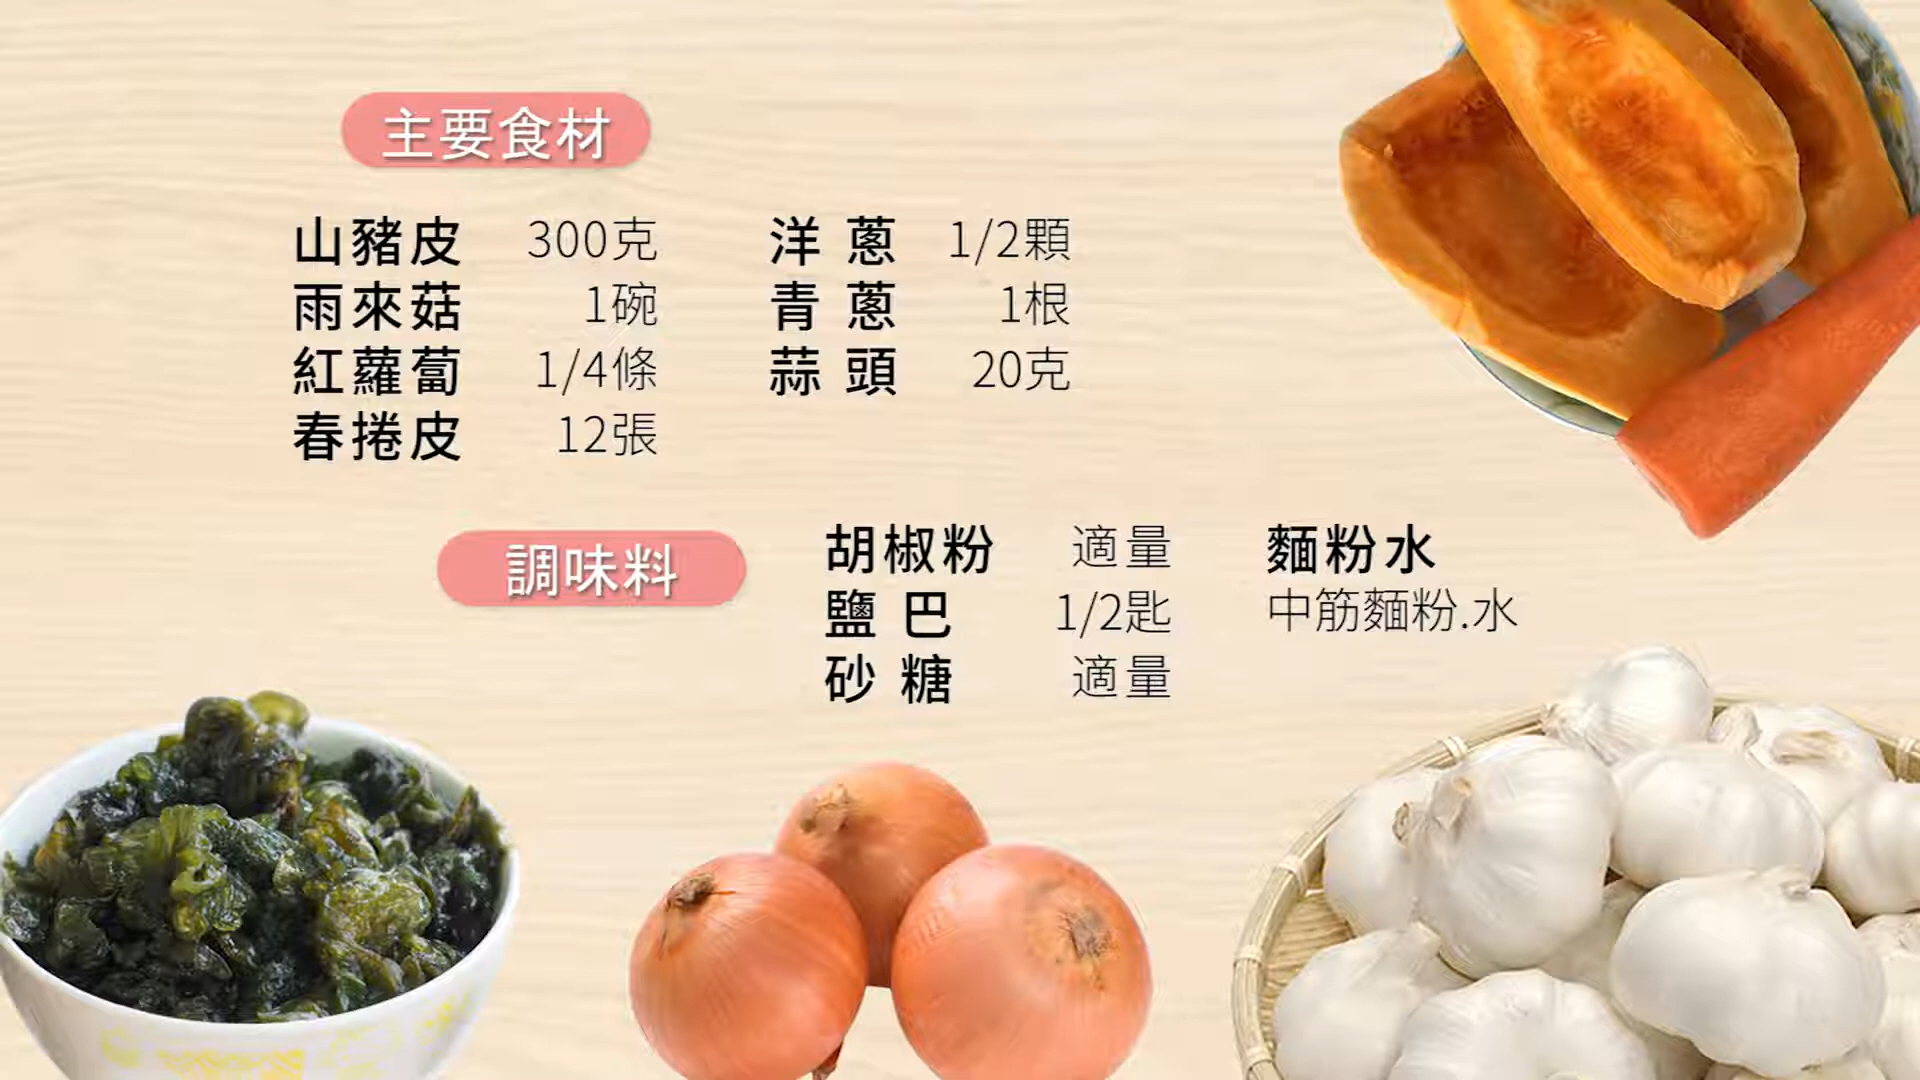 主要食材
山豬皮 300克
雨來菇 1碗
紅蘿蔔 1/4條
春捲皮 12張
洋蔥 1/2顆
青蔥 1根
蒜頭 20克
調味料
胡椒粉 適量
鹽巴 1/2匙
砂糖 適量
麵粉水
中筋麵粉.水